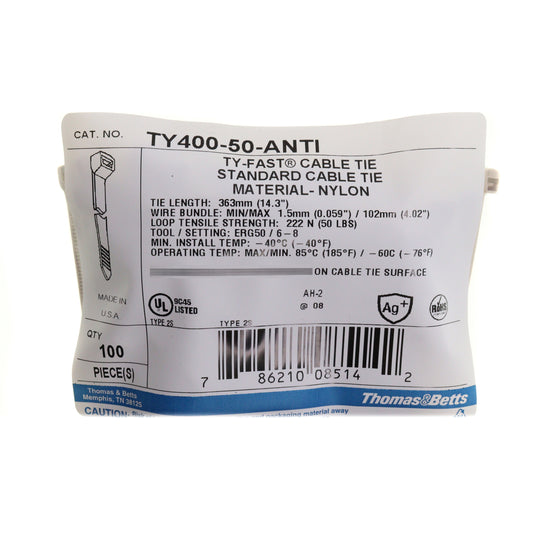 CAT. NO. TY400-50-ANTI
TY-FAST® CABLE TIE
STANDARD CABLE TIE
MATERIAL- NYLON
TIE LENGTH: 363mm (14.3")
WIRE BUNDLE: MIN/MAX 1.5mm (0.059") / 102mm (4.02")
LOOP TENSILE STRENGTH: 222 N (50 LBS)
TOOL / SETTING: ERG50 / 6-8
MIN. INSTALL TEMP: -40°C (-40°F)
OPERATING TEMP: MAX/MIN. 85°C (185°F) / -60C (-76°F)
ON CABLE TIE SURFACE
MADE IN
U.S.A.
UL 9C45
LISTED
TYPE 2S
TYPE 2S
AH-2
@ 08
Ag+
RoHS
QTY
100
PIECE(S)
7 86210 08514 2
Thomas & Betts
Memphis, TN 38125
Thomas&Betts
CAUTION: packaging material away